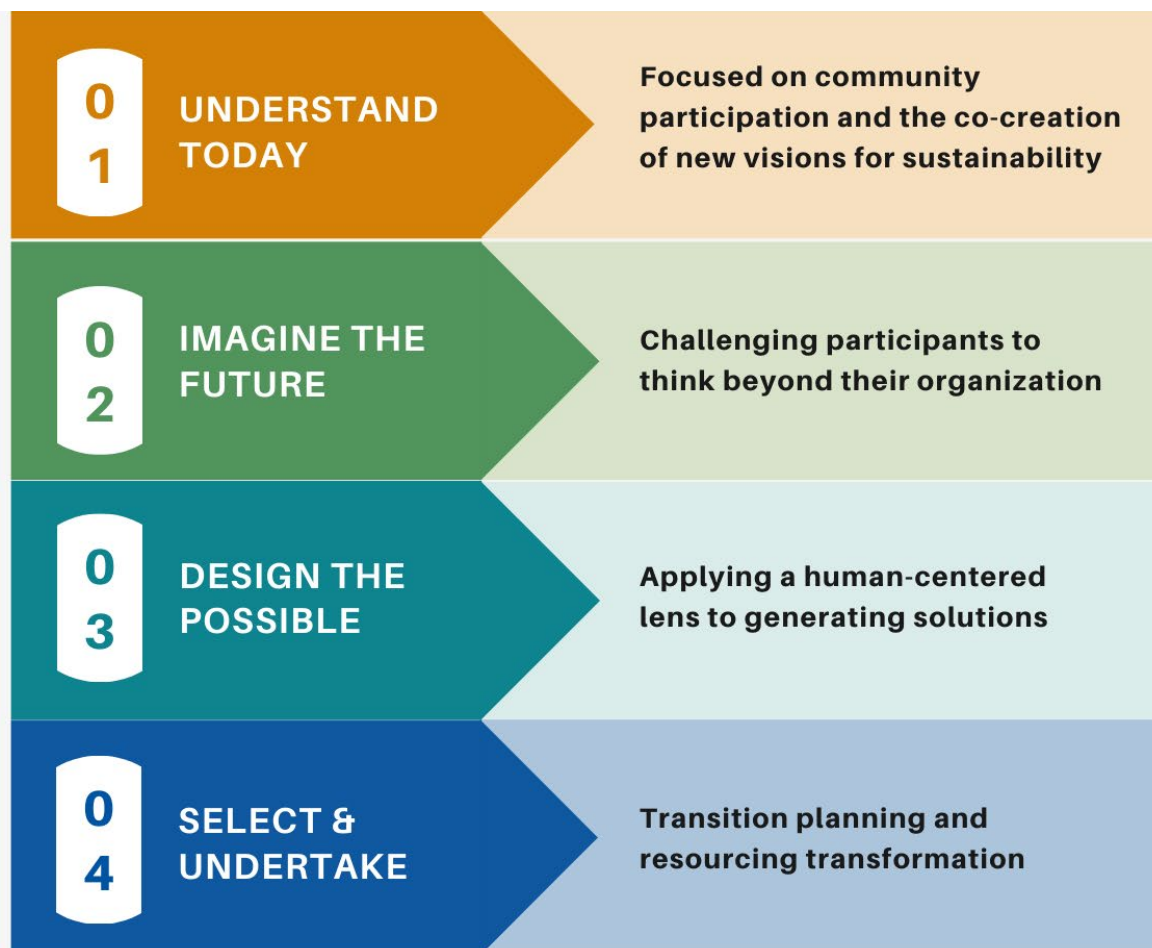 0
1
UNDERSTAND
TODAY
Focused on community
participation and the co-creation
of new visions for sustainability
0
2
IMAGINE THE
FUTURE
Challenging participants to
think beyond their organization
0
3
DESIGN THE
POSSIBLE
Applying a human-centered
lens to generating solutions
0
4
SELECT &
UNDERTAKE
Transition planning and
resourcing transformation